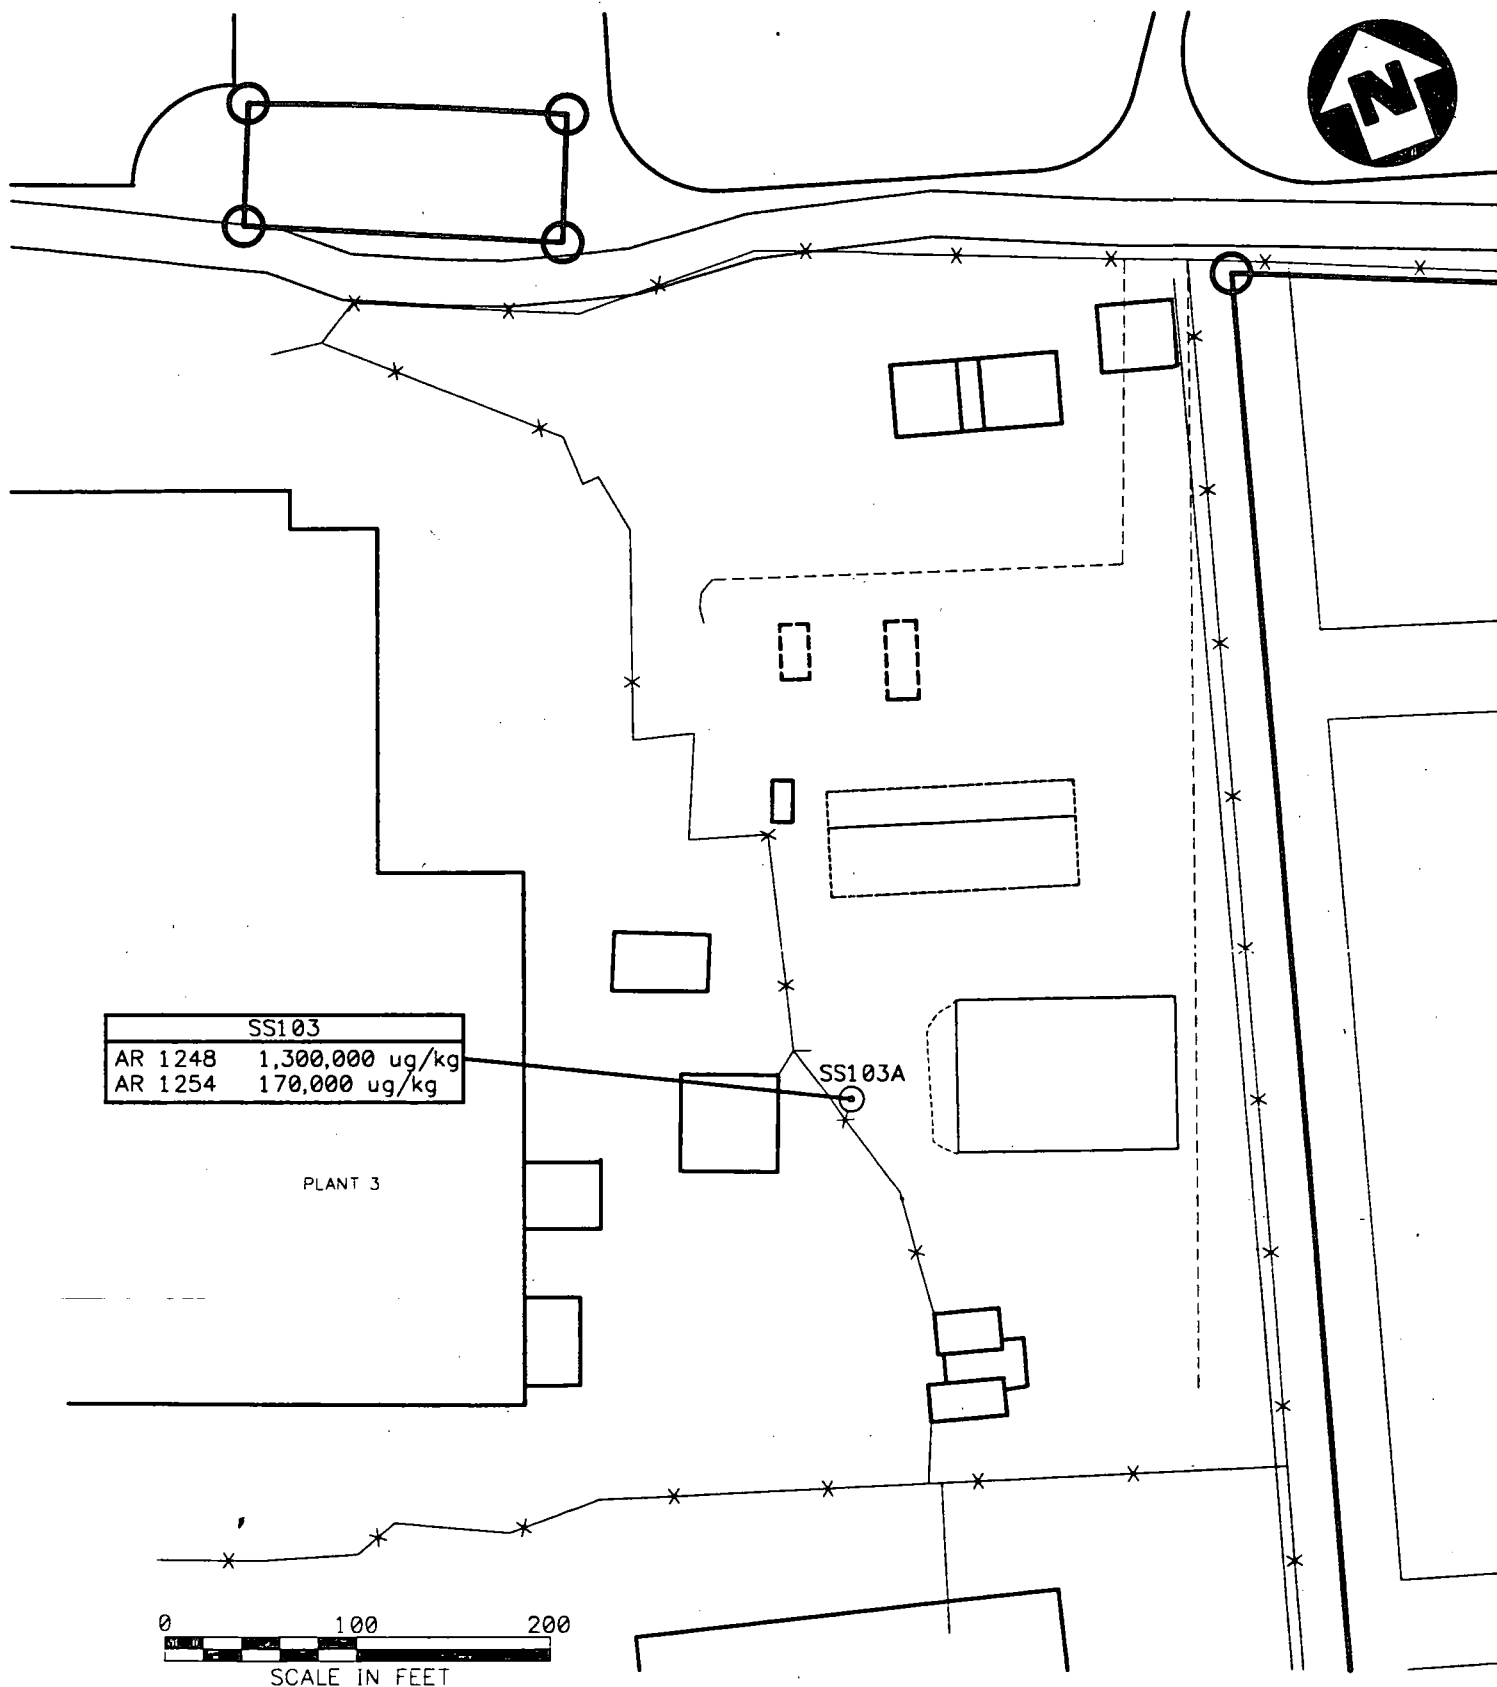 N
SS103
AR 1248 1,300,000 ug/kg
AR 1254 170,000 ug/kg
SS103A
PLANT 3
0 100 200
SCALE IN FEET